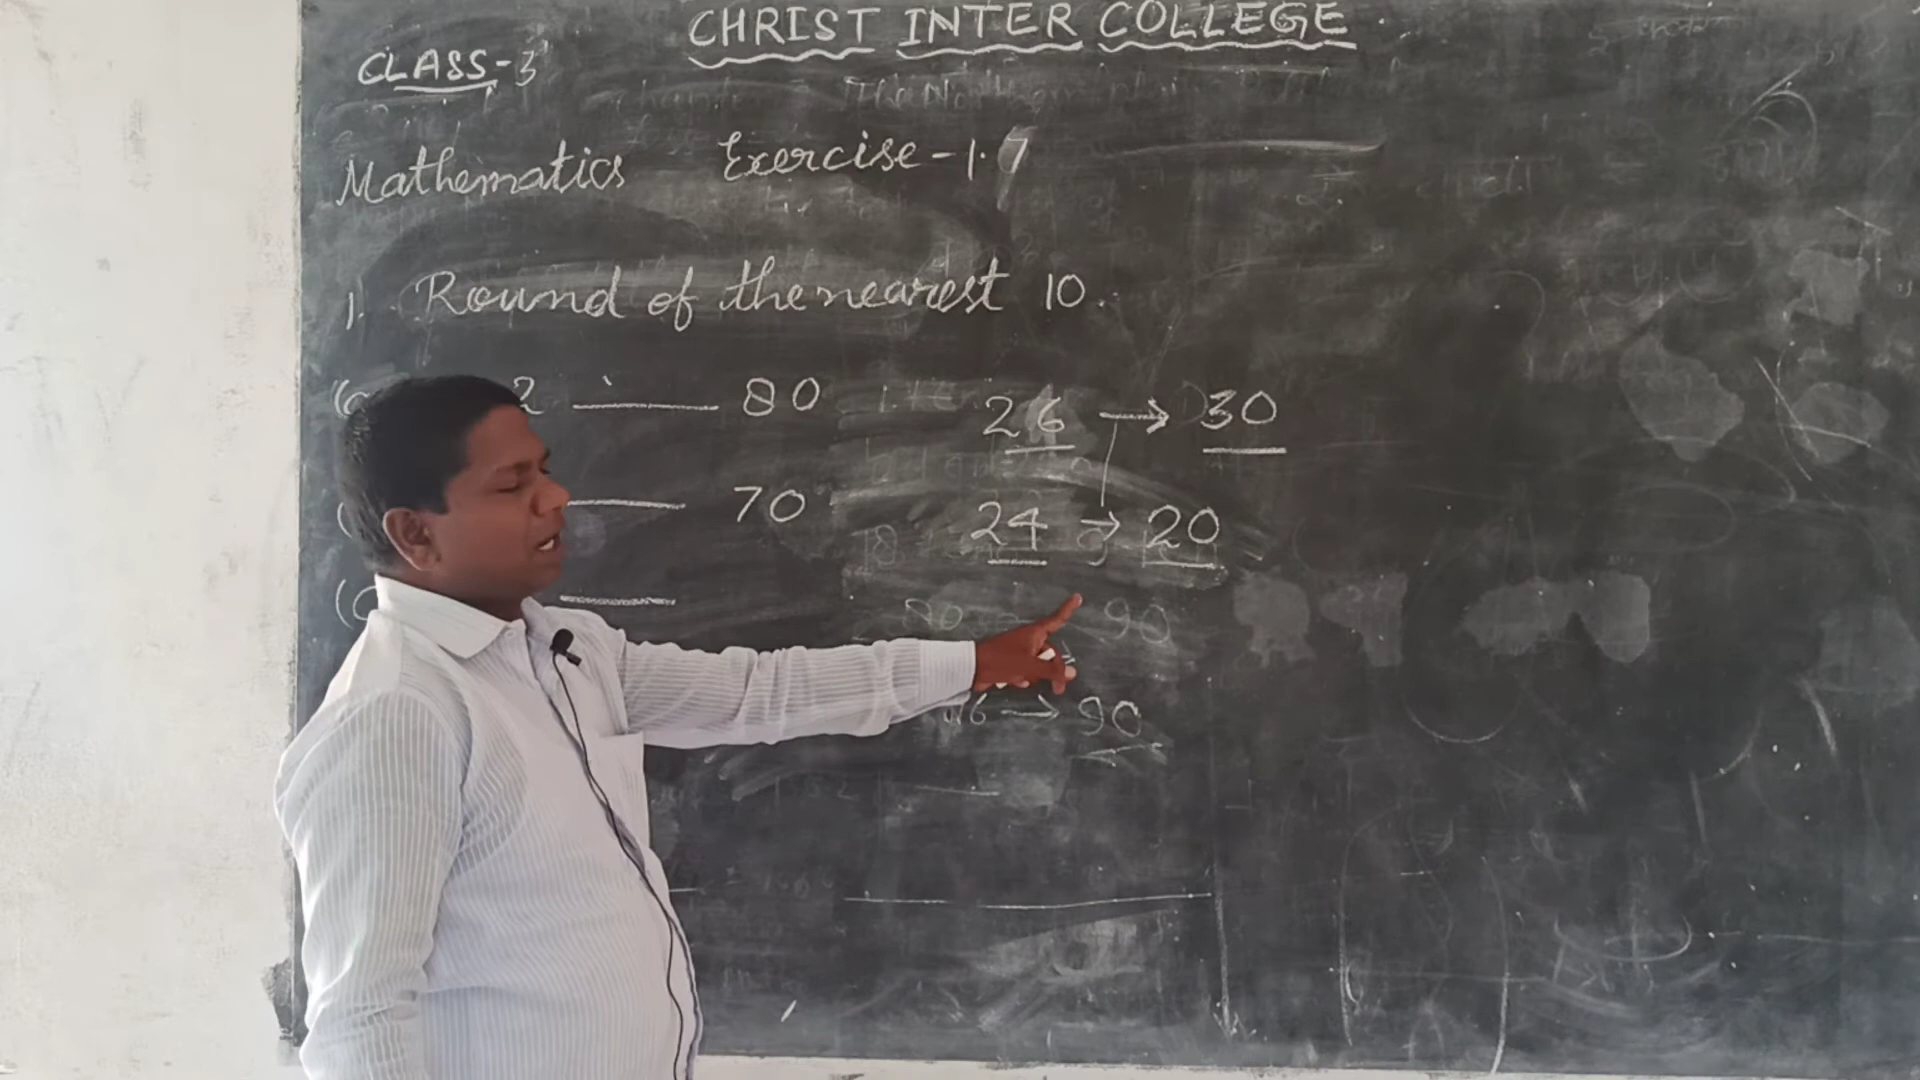 CHRIST INTER COLLEGE
CLASS-3
Mathematics Exercise-1.7
1. Round of the nearest 10.
2 80 26 → 30
70 24 → 20
90
→ 90